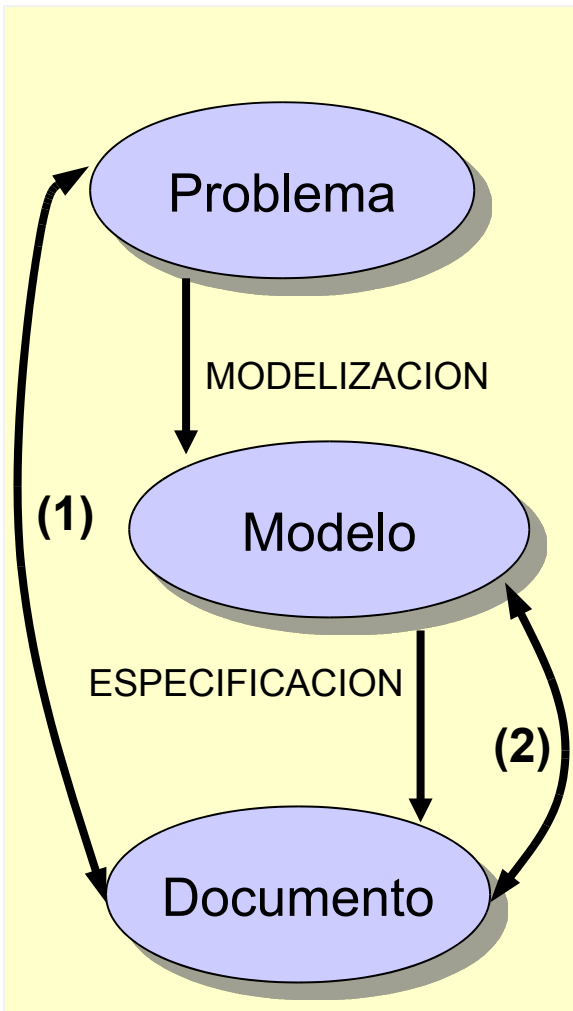 Problema
MODELIZACION
(1)
Modelo
ESPECIFICACION
(2)
Documento